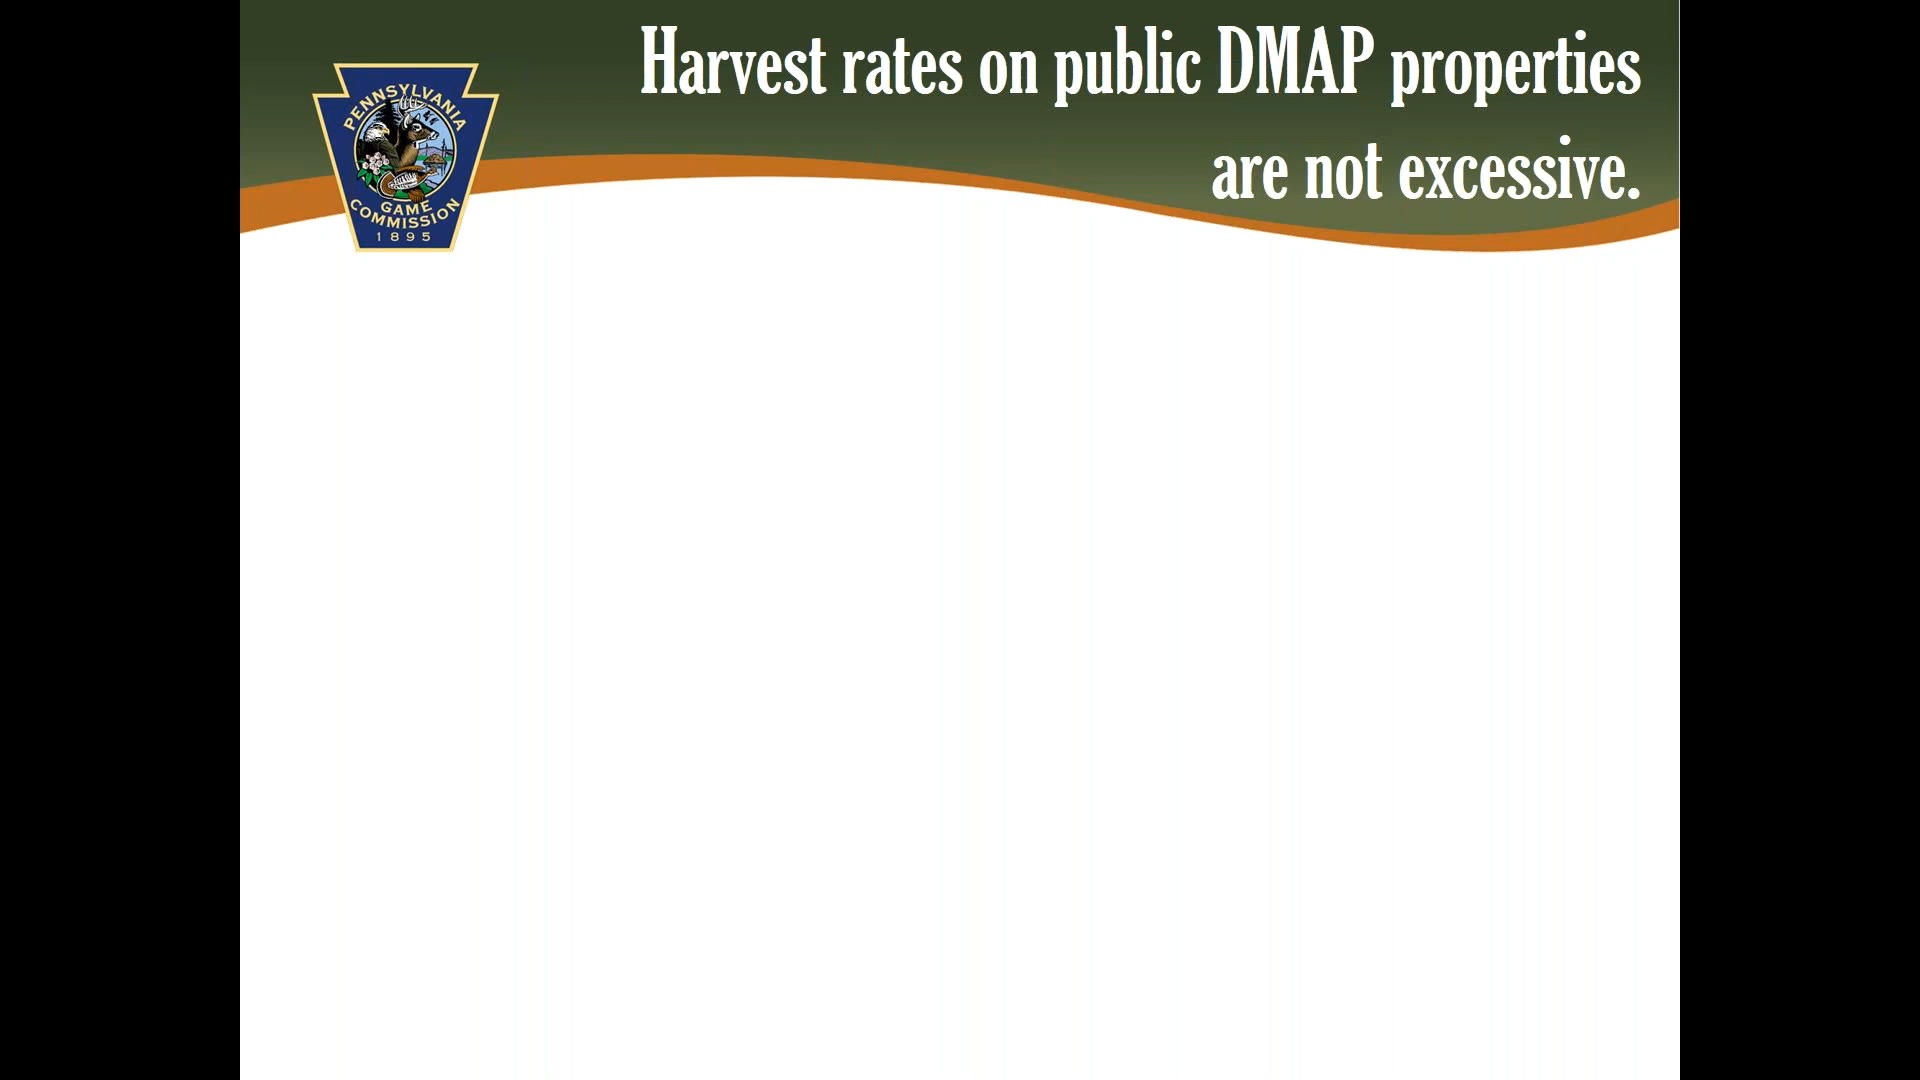 Harvest rates on public DMAP properties
are not excessive.
PENNSYLVANIA
GAME
COMMISSION
1895